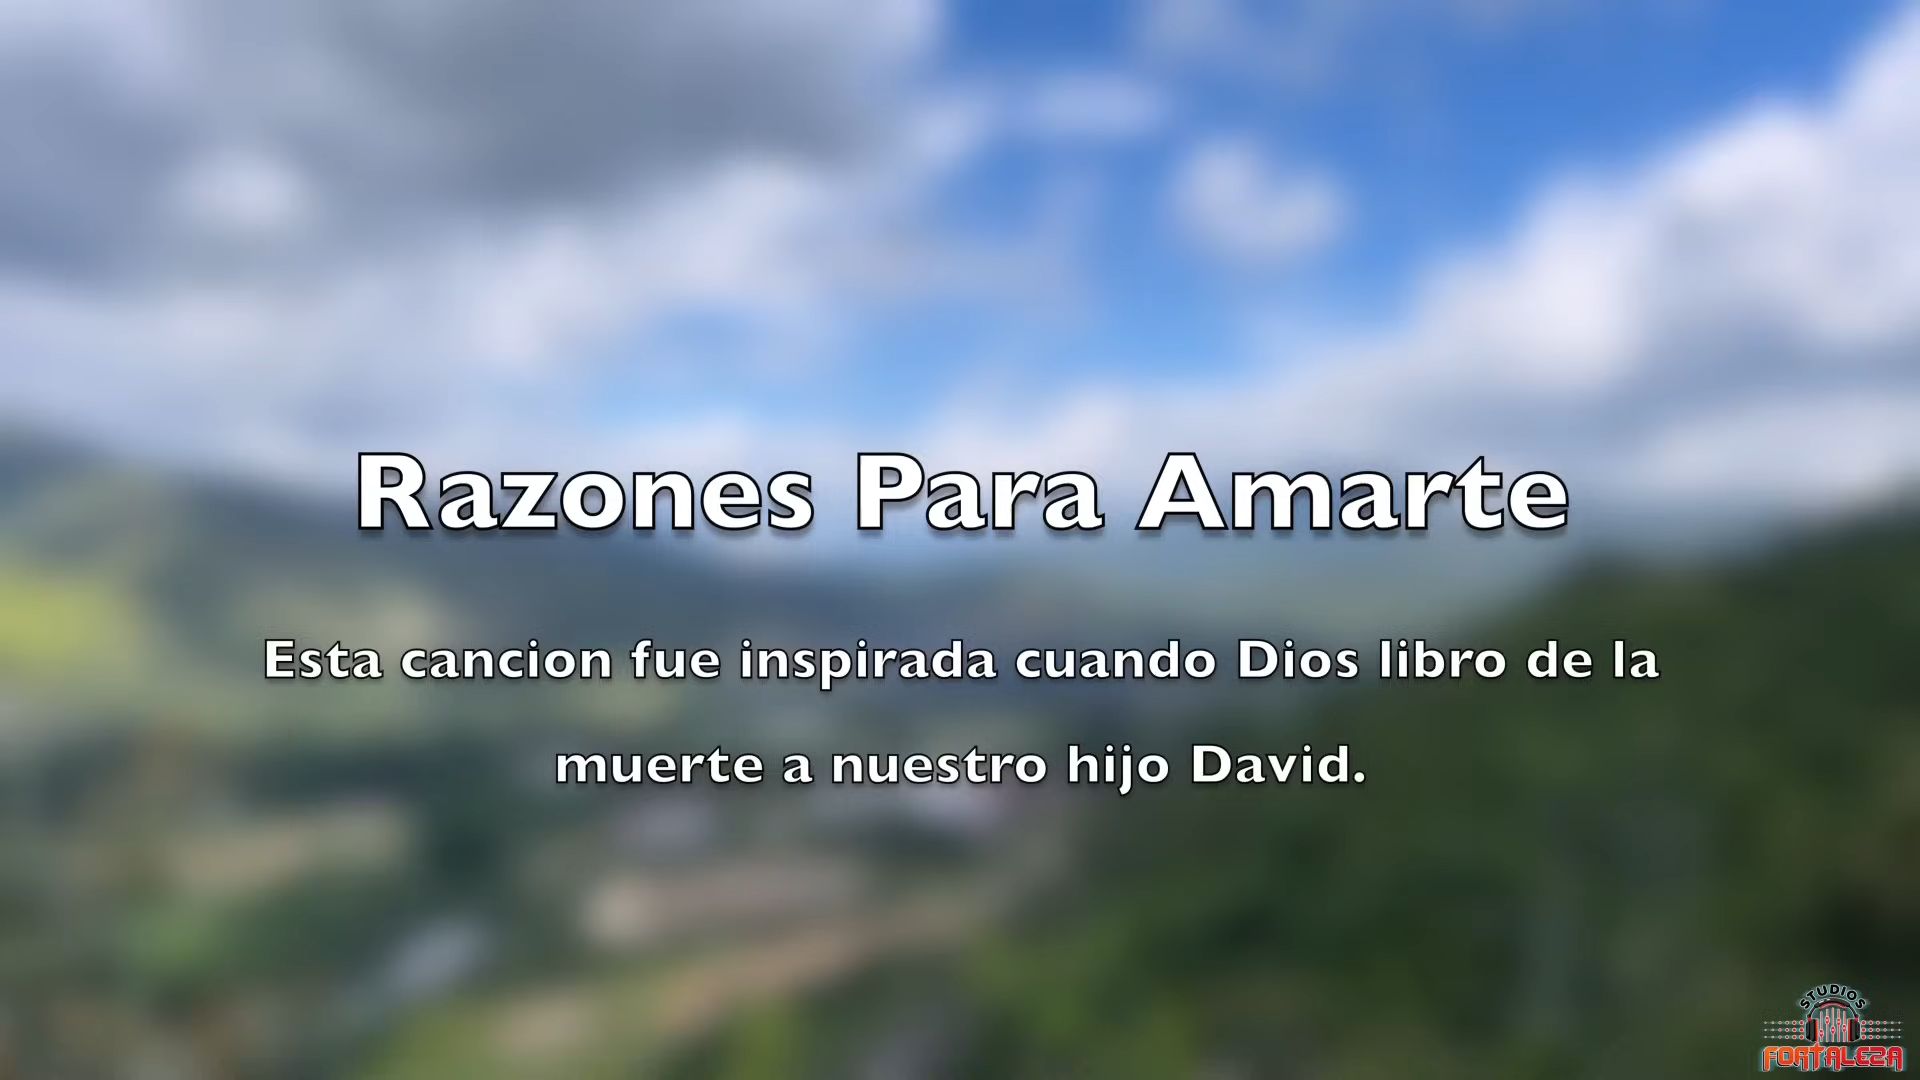 Razones Para Amarte
Esta cancion fue inspirada cuando Dios libro de la
muerte a nuestro hijo David.
STUDIOS
FORTALEZA